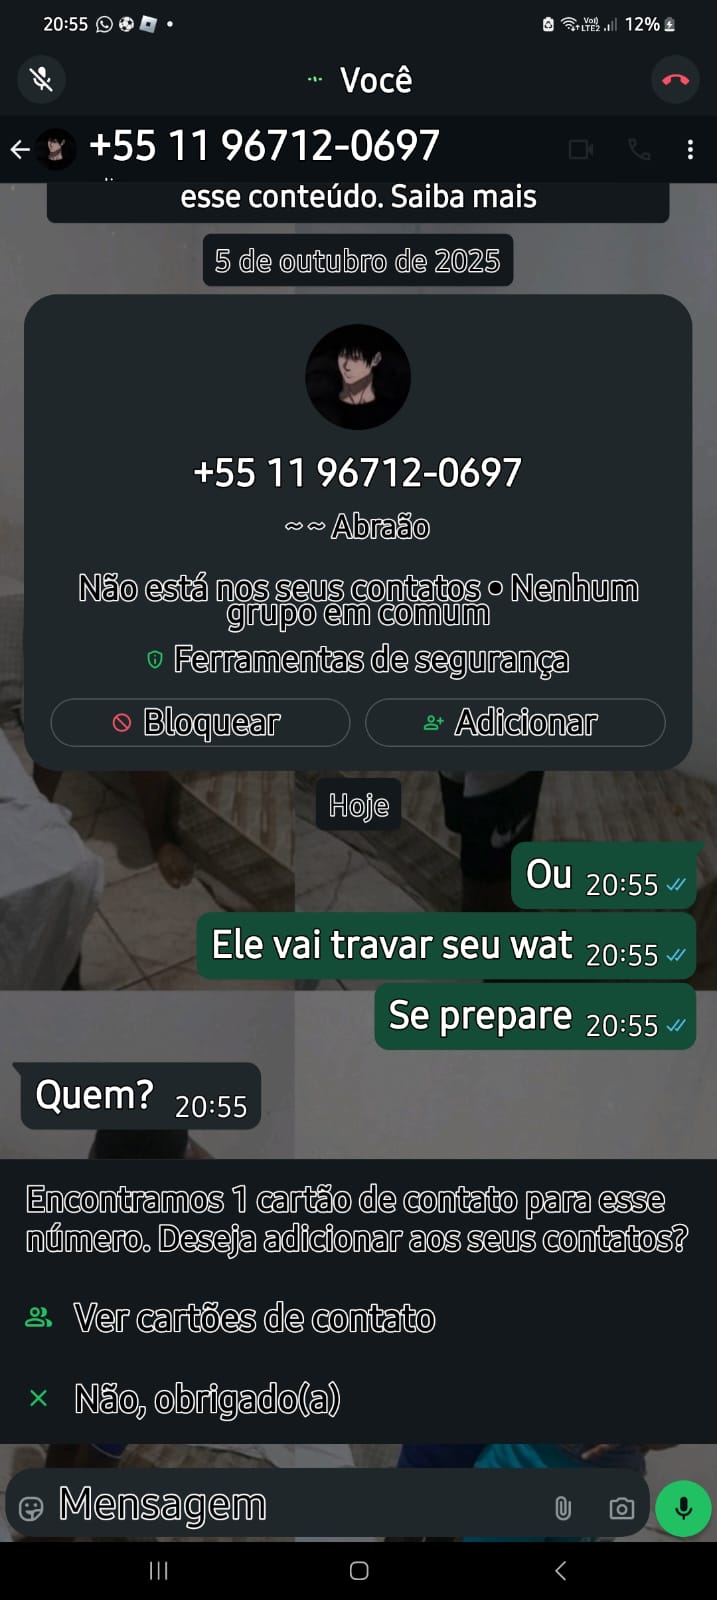 20:55
Vo) LTE2
12%
Você
+55 11 96712-0697
esse conteúdo. Saiba mais
5 de outubro de 2025
+55 11 96712-0697
~~ Abraão
Não está nos seus contatos • Nenhum
grupo em comum
Ferramentas de segurança
Bloquear
Adicionar
Hoje
Ou 20:55
Ele vai travar seu wat 20:55
Se prepare 20:55
Quem? 20:55
Encontramos 1 cartão de contato para esse
número. Deseja adicionar aos seus contatos?
Ver cartões de contato
Não, obrigado(a)
Mensagem